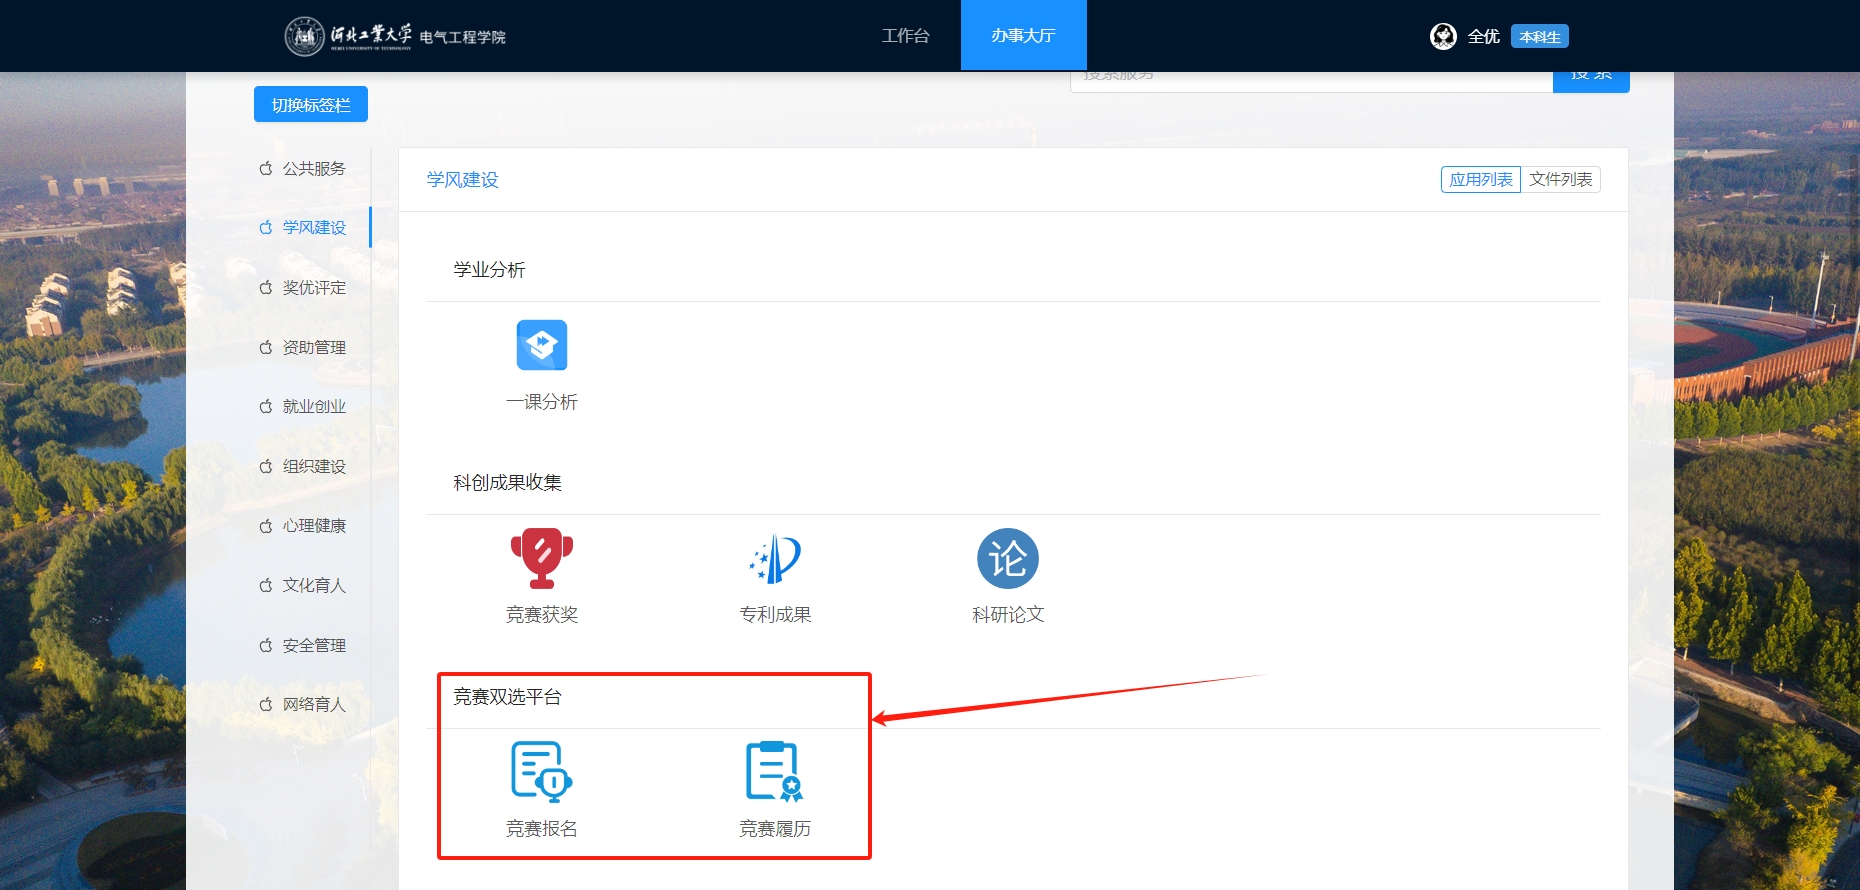 河北工业大学 电气工程学院
HEBEI UNIVERSITY OF TECHNOLOGY
工作台
办事大厅
全优
本科生
搜索服务
搜 索
切换标签栏
公共服务
学风建设
奖优评定
资助管理
就业创业
组织建设
心理健康
文化育人
安全管理
网络育人
学风建设
应用列表
文件列表
学业分析
一课分析
科创成果收集
竞赛获奖
专利成果
论
科研论文
竞赛双选平台
竞赛报名
竞赛履历